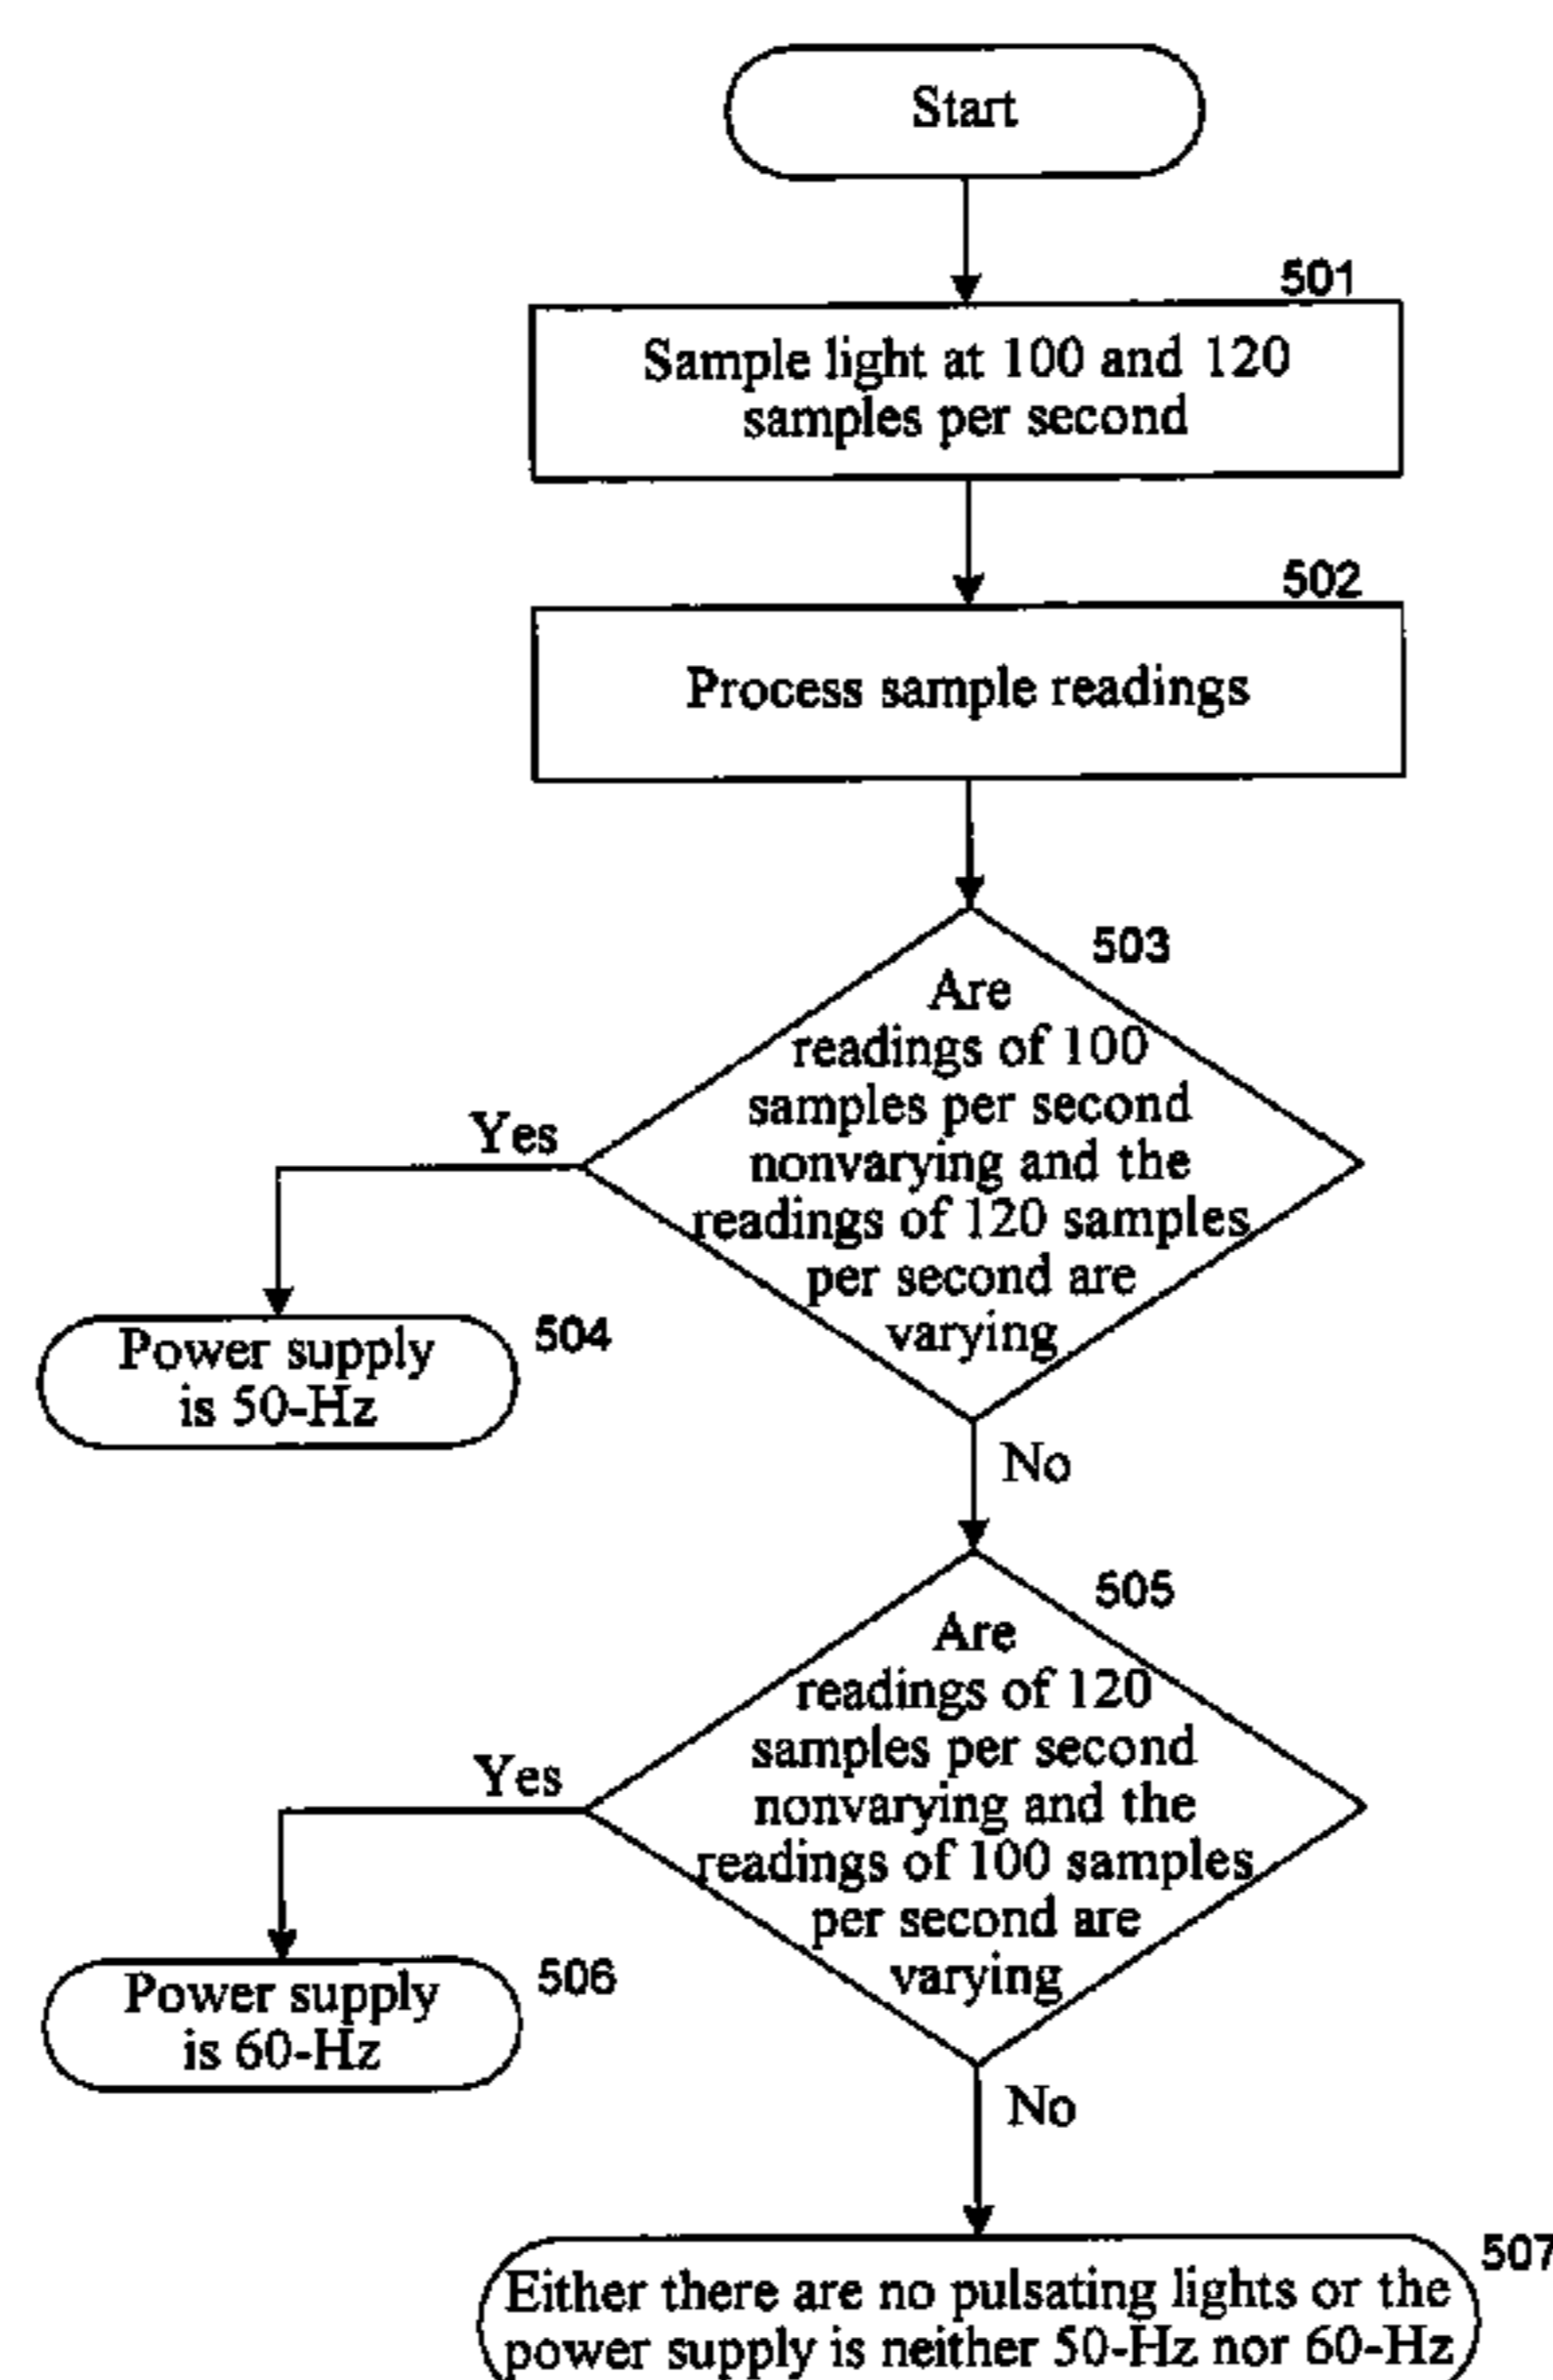 Start
501
Sample light at 100 and 120
samples per second
502
Process sample readings
503
Are
readings of 100
samples per second
nonvarying and the
readings of 120 samples
per second are
varying
Yes
Power supply
is 50-Hz
504
No
505
Are
readings of 120
samples per second
nonvarying and the
readings of 100 samples
per second are
varying
Yes
Power supply
is 60-Hz
506
No
507
Either there are no pulsating lights or the
power supply is neither 50-Hz nor 60-Hz